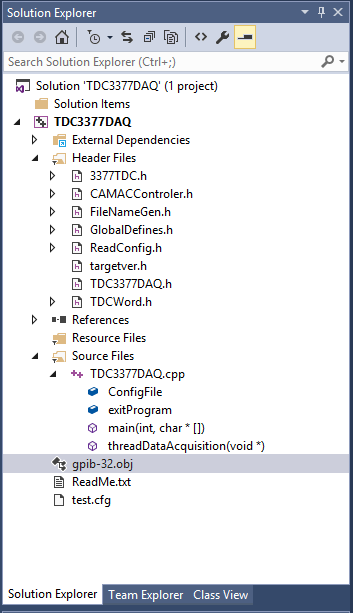 Solution Explorer
Search Solution Explorer (Ctrl+;)
Solution 'TDC3377DAQ' (1 project)
Solution Items
TDC3377DAQ
External Dependencies
Header Files
3377TDC.h
CAMACControler.h
FileNameGen.h
GlobalDefines.h
ReadConfig.h
targetver.h
TDC3377DAQ.h
TDCWord.h
References
Resource Files
Source Files
TDC3377DAQ.cpp
ConfigFile
exitProgram
main(int, char * [])
threadDataAcquisition(void *)
gpib-32.obj
ReadMe.txt
test.cfg
Solution Explorer Team Explorer Class View